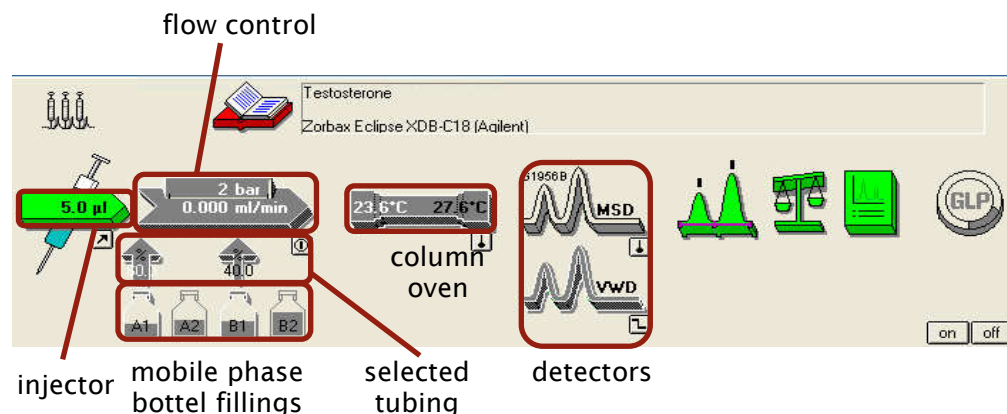 flow control
Testosterone
Zorbax Eclipse XDB-C18 (Agilent)
5.0 µl
2 bar
0.000 ml/min
23.6°C 27.6°C
G1956B
MSD
GLP
% %
40.0
column
oven
VWD
A1 A2 B1 B2
on off
injector
mobile phase
bottel fillings
selected
tubing
detectors